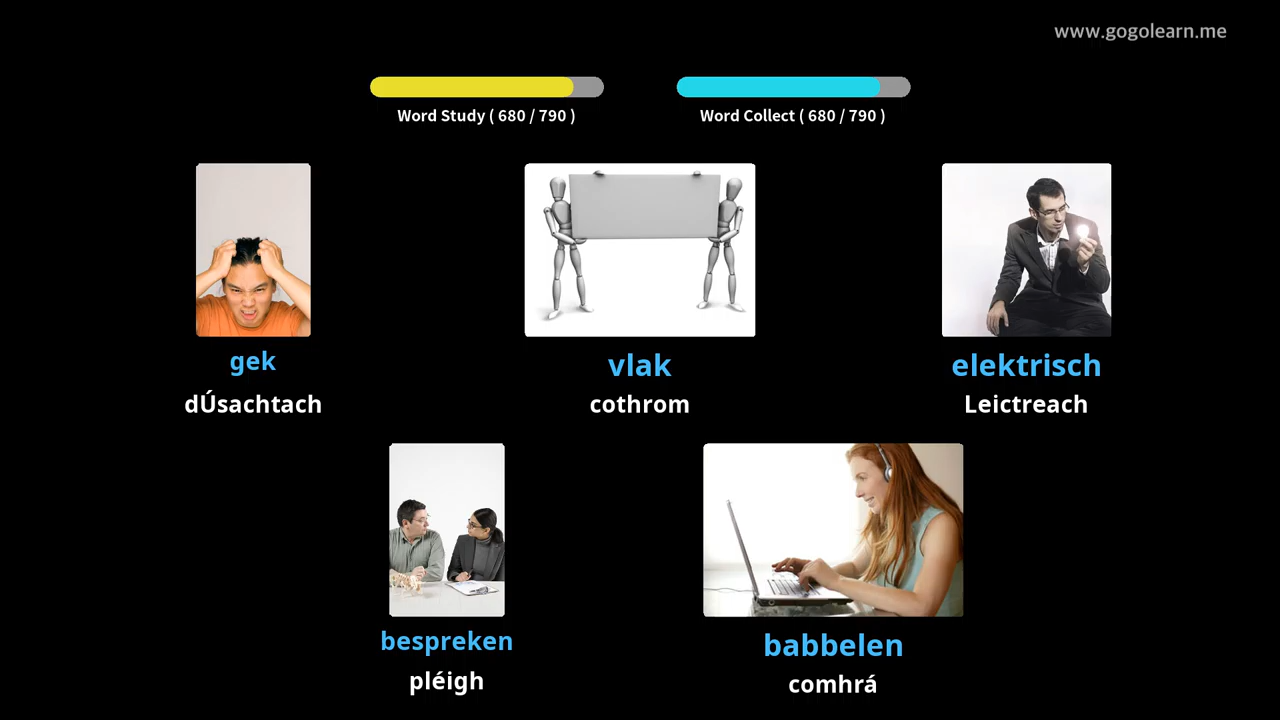 www.gogolearn.me
Word Study ( 680 / 790 )
Word Collect ( 680 / 790 )
gek
vlak
elektrisch
dÚsachtach
cothrom
Leictreach
bespreken
babbelen
pléigh
comhrá